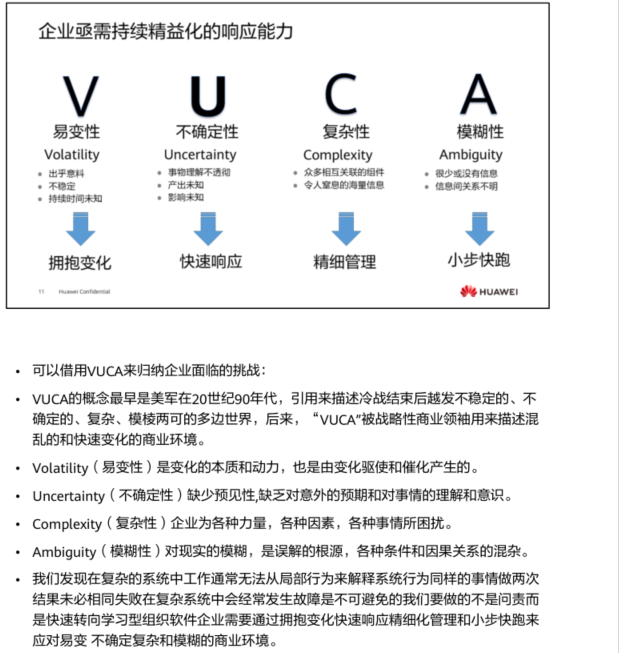 企业亟需持续精益化的响应能力
V
U
C
A
易变性
不确定性
复杂性
模糊性
Volatility
Uncertainty
Complexity
Ambiguity
• 出乎意料
• 不稳定
• 持续时间未知
• 事物理解不透彻
• 产出未知
• 影响未知
• 众多相互关联的组件
• 令人窒息的海量信息
• 很少或没有信息
• 信息间关系不明
拥抱变化
快速响应
精细管理
小步快跑
11 Huawei Confidential
HUAWEI
• 可以借用VUCA来归纳企业面临的挑战：
• VUCA的概念最早是美军在20世纪90年代，引用来描述冷战结束后越发不稳定的、不
确定的、复杂、模棱两可的多边世界，后来，“VUCA”被战略性商业领袖用来描述混
乱的和快速变化的商业环境。
• Volatility（易变性）是变化的本质和动力，也是由变化驱使和催化产生的。
• Uncertainty（不确定性）缺少预见性,缺乏对意外的预期和对事情的理解和意识。
• Complexity（复杂性）企业为各种力量，各种因素，各种事情所困扰。
• Ambiguity（模糊性）对现实的模糊，是误解的根源，各种条件和因果关系的混杂。
• 我们发现在复杂的系统中工作通常无法从局部行为来解释系统行为同样的事情做两次
结果未必相同失败在复杂系统中会经常发生故障是不可避免的我们要做的不是问责而
是快速转向学习型组织软件企业需要通过拥抱变化快速响应精细化管理和小步快跑来
应对易变 不确定复杂和模糊的商业环境。